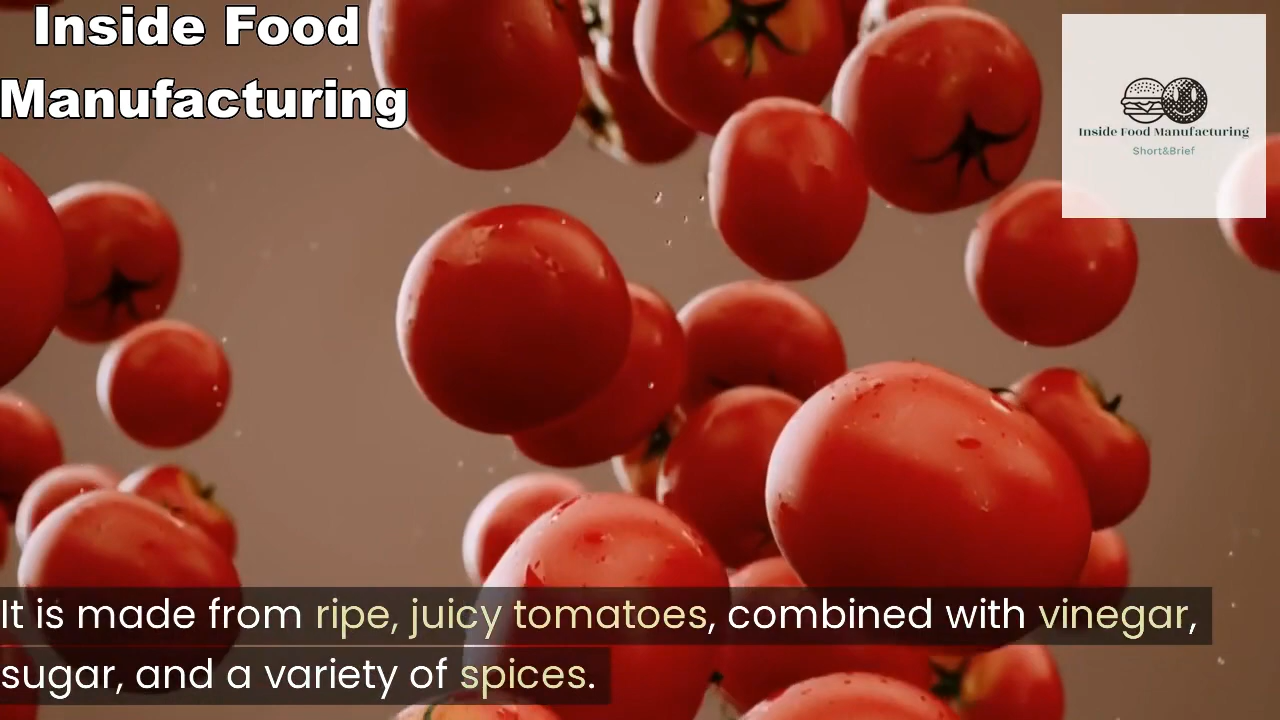 Inside Food
Manufacturing
Inside Food Manufacturing
Short&Brief
It is made from ripe, juicy tomatoes, combined with vinegar,
sugar, and a variety of spices.